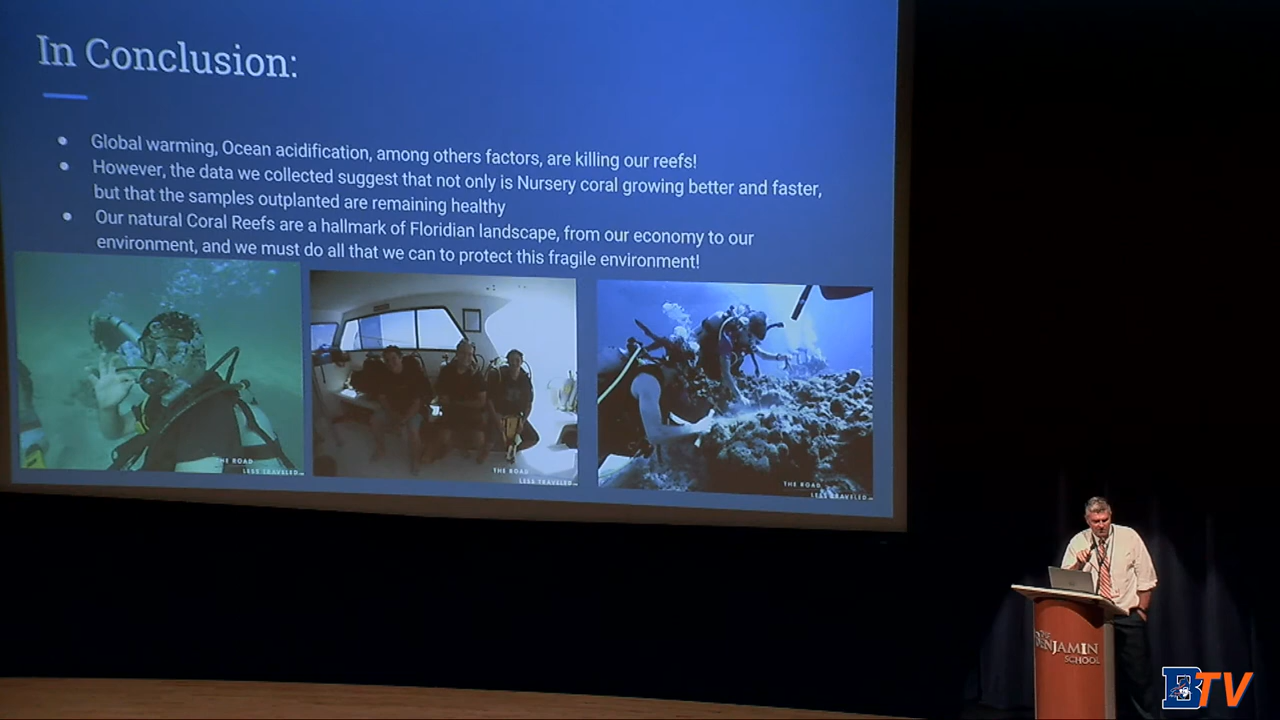 In Conclusion:
● Global warming, Ocean acidification, among others factors, are killing our reefs!
● However, the data we collected suggest that not only is Nursery coral growing better and faster,
but that the samples outplanted are remaining healthy
● Our natural Coral Reefs are a hallmark of Floridian landscape, from our economy to our
environment, and we must do all that we can to protect this fragile environment!
THE ROAD
LESS TRAVELED
THE ROAD
LESS TRAVELED
THE ROAD
LESS TRAVELED
THE
BENJAMIN
SCHOOL
BTV